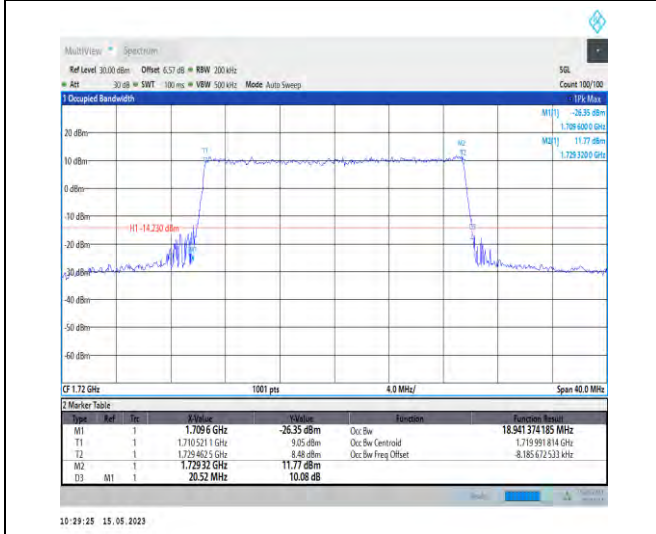 MultiView Spectrum
Ref Level 30.00 dBm Offset 6.57 dB RBW 200 kHz SGL
Att 30 dB SWT 100 ms VBW 500 kHz Mode Auto Sweep Count 100/100
1 Occupied Bandwidth 1Pk Max
M1(1) -26.35 dBm
1.709 600 0 GHz
M2(1) 11.77 dBm
1.729 320 0 GHz
20 dBm
M2
T1 T2
10 dBm
0 dBm
-10 dBm
H1 -14.230 dBm
D3
-20 dBm
-30 dBm
-40 dBm
-50 dBm
-60 dBm
CF 1.72 GHz 1001 pts 4.0 MHz/ Span 40.0 MHz
2 Marker Table
Type Ref Trc X-Value Y-Value Function Function Result
M1 1 1.709 6 GHz -26.35 dBm Occ Bw 18.941 374 185 MHz
T1 1 1.710 521 1 GHz 9.05 dBm Occ Bw Centroid 1.719 991 814 GHz
T2 1 1.729 462 5 GHz 8.48 dBm Occ Bw Freq Offset -8.185 672 533 kHz
M2 1 1.729 32 GHz 11.77 dBm
D3 M1 1 20.52 MHz 10.08 dB
10:29:25 15.05.2023